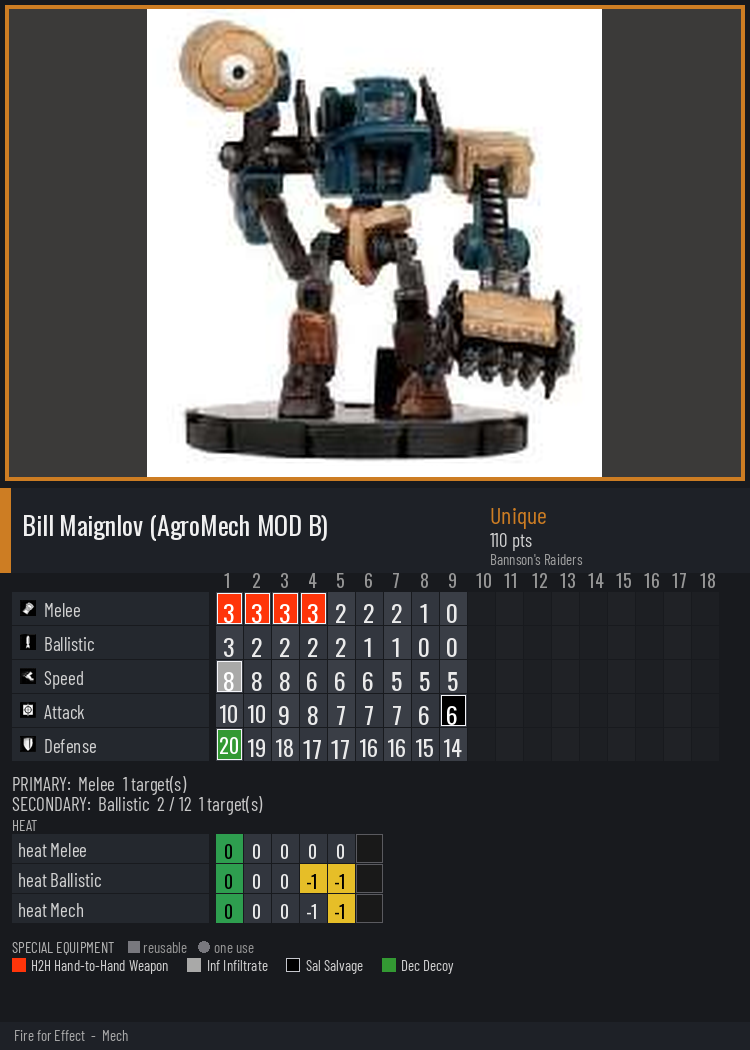 Bill Maignlov (AgroMech MOD B)
Unique
110 pts
Bannson's Raiders
1 2 3 4 5 6 7 8 9 10 11 12 13 14 15 16 17 18
Melee 3 3 3 3 2 2 2 1 0
Ballistic 3 2 2 2 2 1 1 0 0
Speed 8 8 8 6 6 6 5 5 5
Attack 10 10 9 8 7 7 7 6 6
Defense 20 19 18 17 17 16 16 15 14
PRIMARY: Melee 1 target(s)
SECONDARY: Ballistic 2 / 12 1 target(s)
HEAT
heat Melee 0 0 0 0 0
heat Ballistic 0 0 0 -1 -1
heat Mech 0 0 0 -1 -1
SPECIAL EQUIPMENT reusable one use
H2H Hand-to-Hand Weapon Inf Infiltrate Sal Salvage Dec Decoy
Fire for Effect - Mech